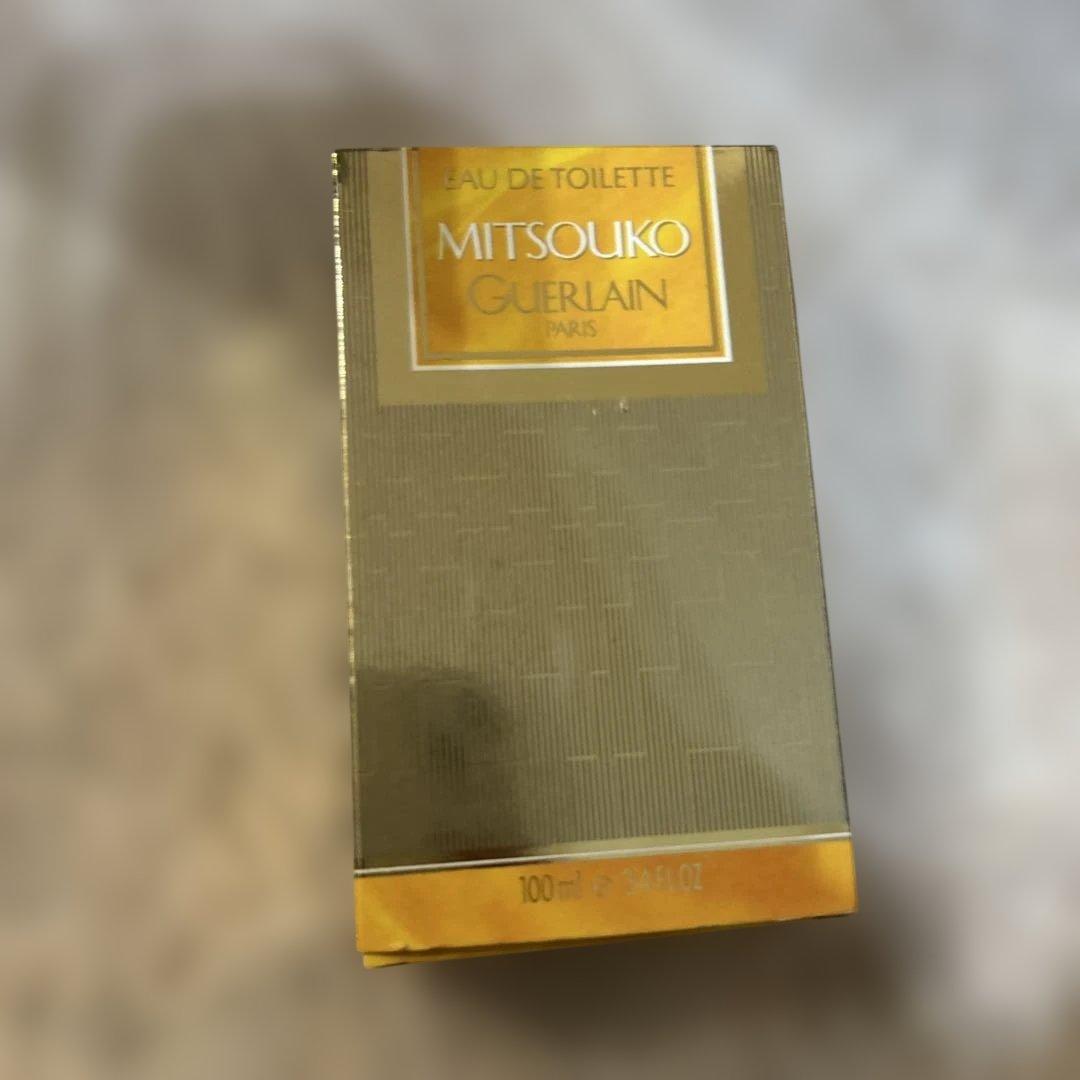 EAU DE TOILETTE
MITSOUKO
GUERLAIN
PARIS
100 ml ℮ 3.4 FL.OZ